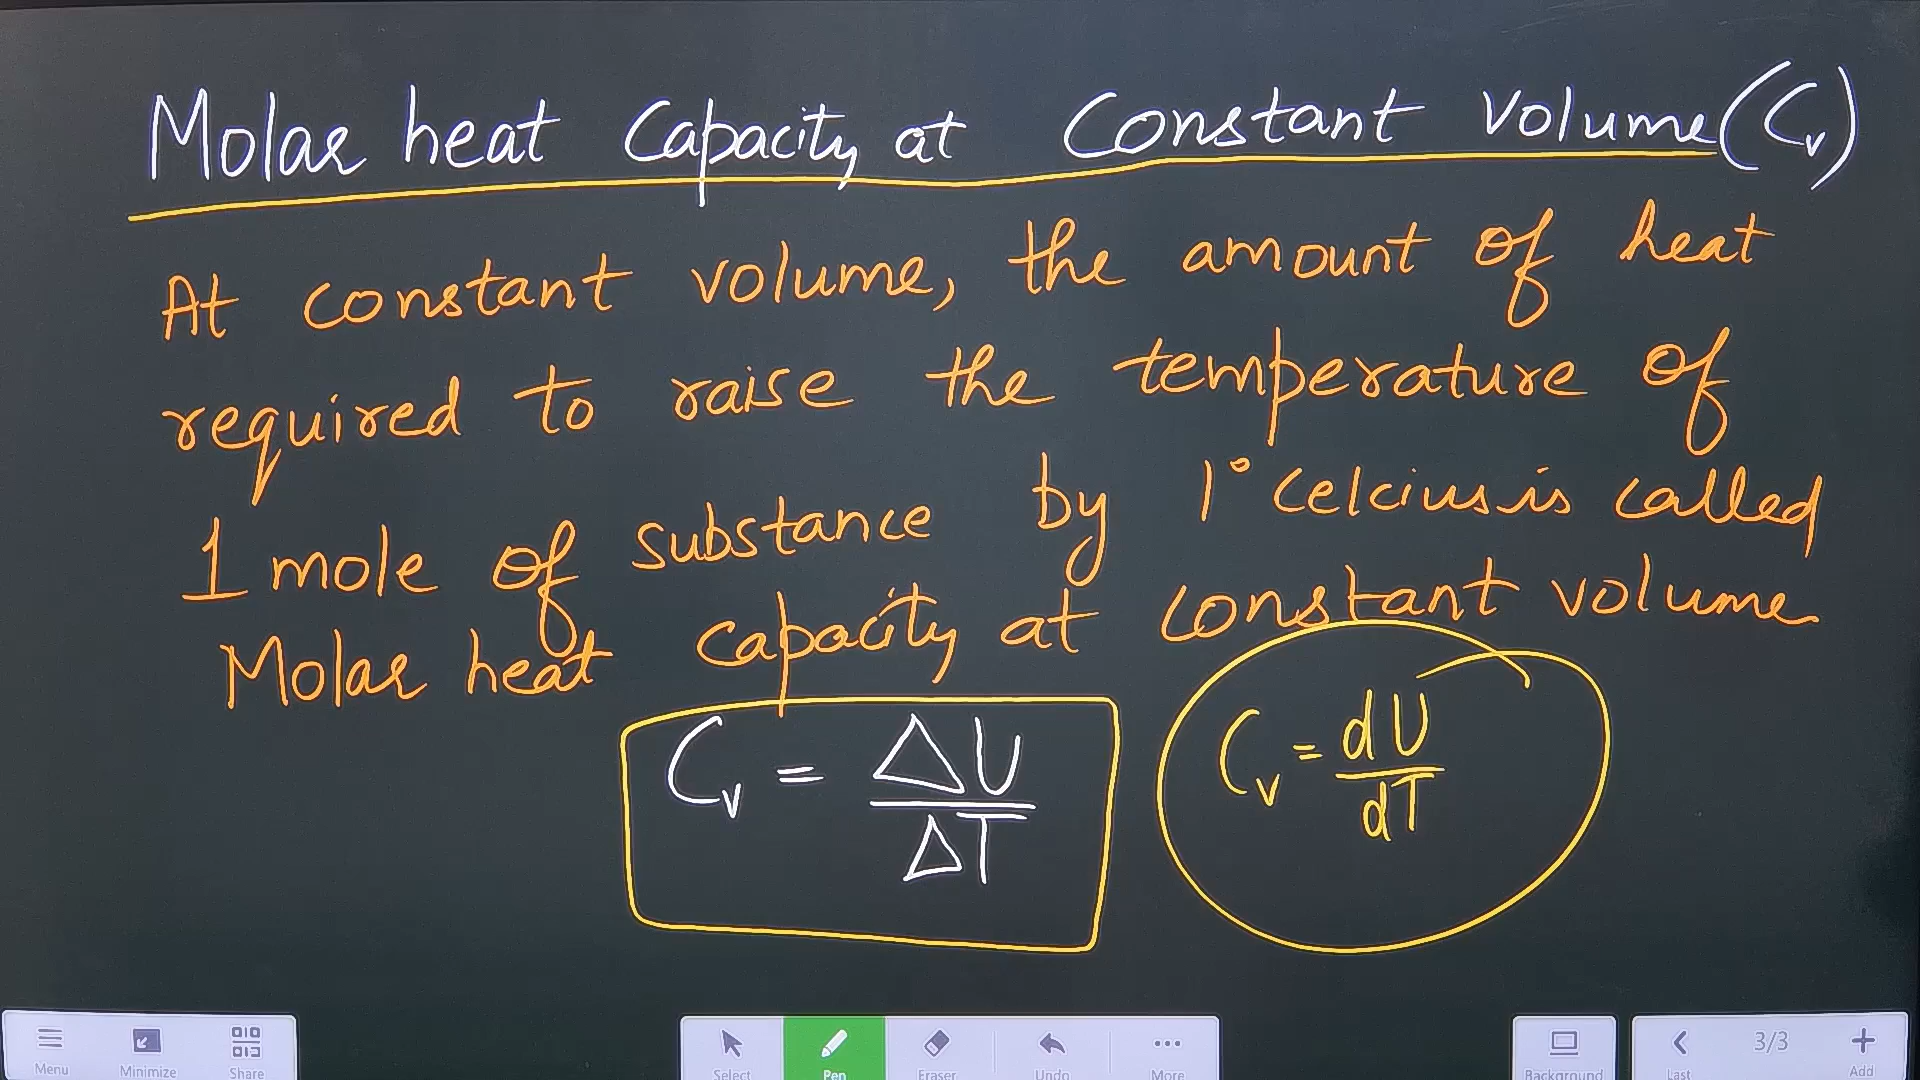 Molar heat Capacity at Constant volume (Cv)
At constant volume, the amount of heat
required to raise the temperature of
1 mole of substance by 1° Celcius is called
Molar heat capacity at constant volume
Cv = ΔU/ΔT
Cv = dU/dT
Menu Minimize Share Select Pen Eraser Undo More Background Last 3/3 Add